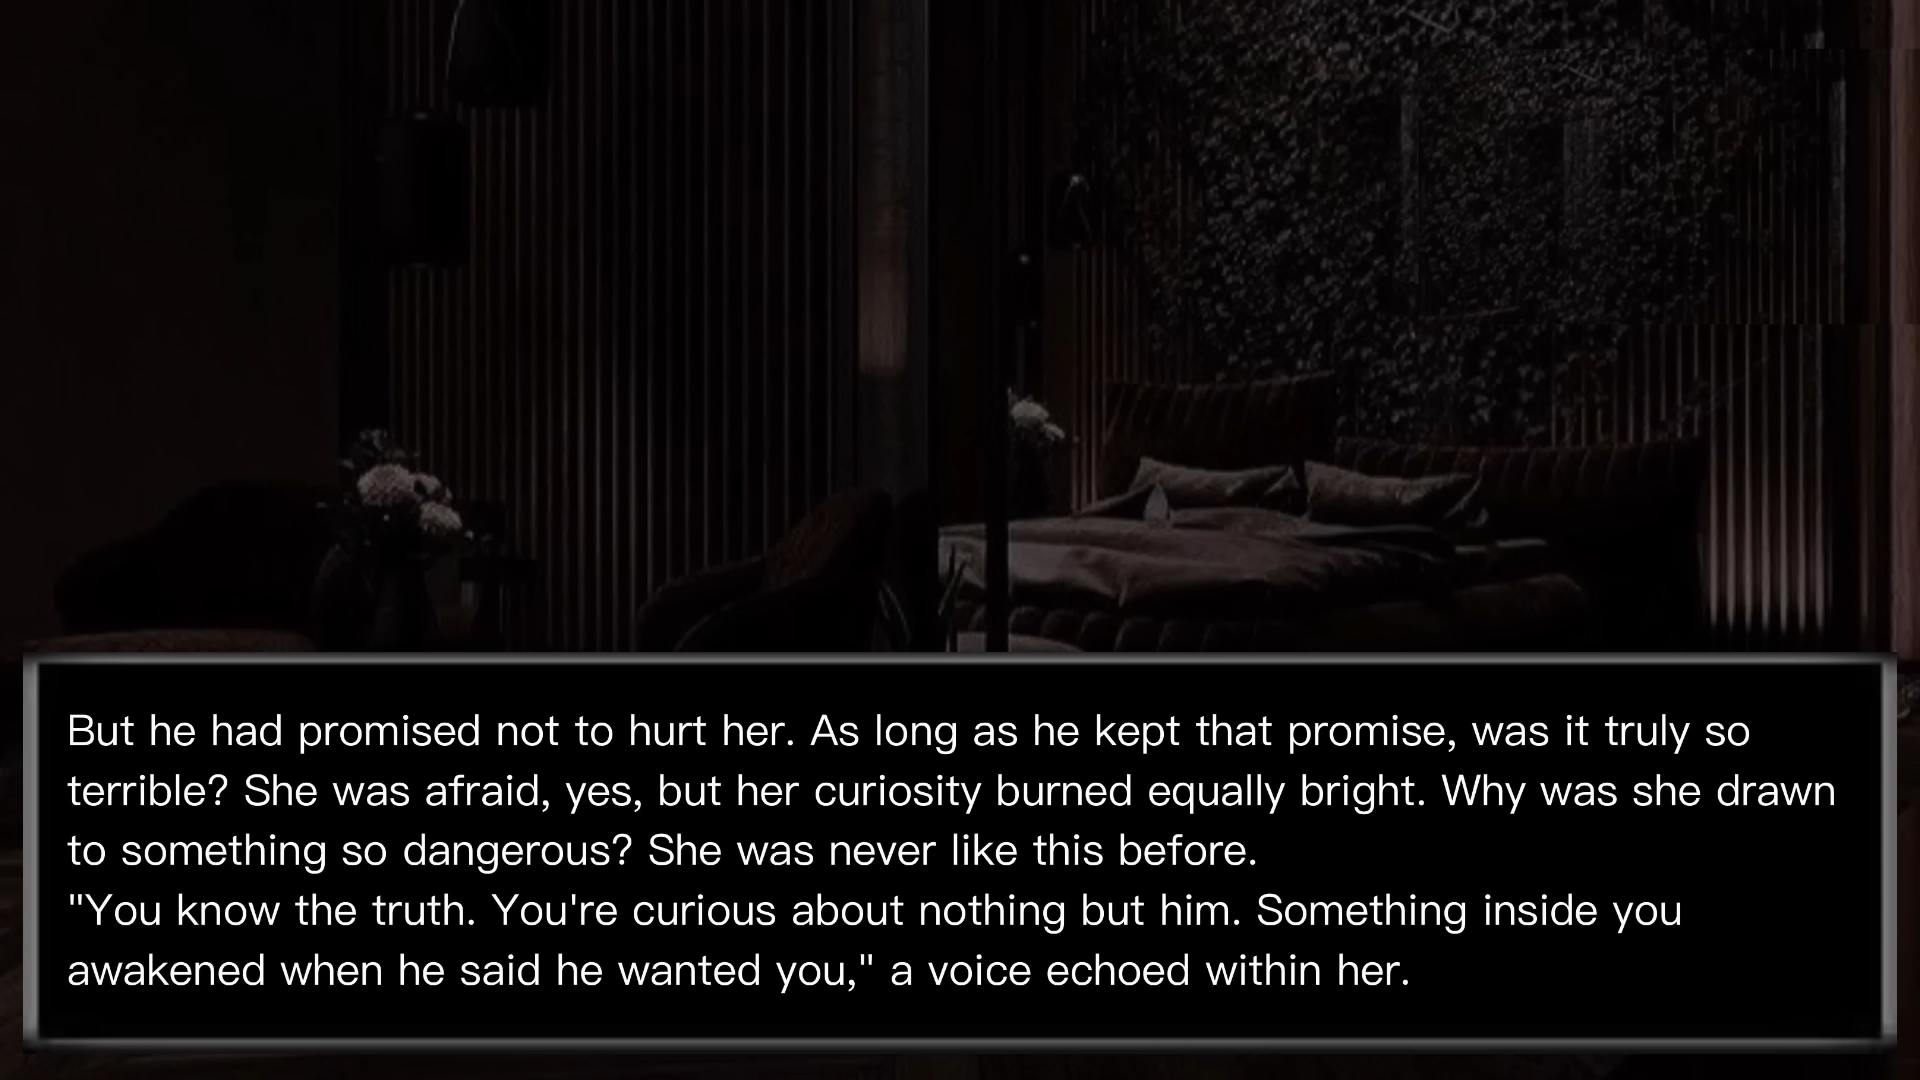 But he had promised not to hurt her. As long as he kept that promise, was it truly so
terrible? She was afraid, yes, but her curiosity burned equally bright. Why was she drawn
to something so dangerous? She was never like this before.
"You know the truth. You're curious about nothing but him. Something inside you
awakened when he said he wanted you," a voice echoed within her.